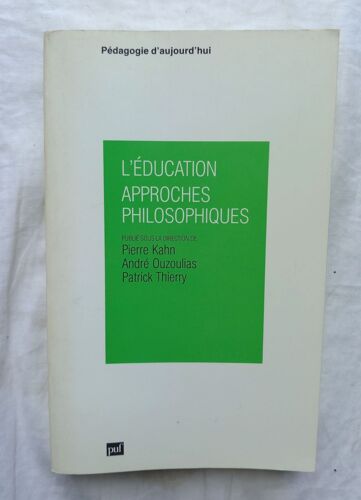 Pédagogie d'aujourd'hui
L'ÉDUCATION
APPROCHES
PHILOSOPHIQUES
PUBLIÉ SOUS LA DIRECTION DE
Pierre Kahn
André Ouzoulias
Patrick Thierry
puf